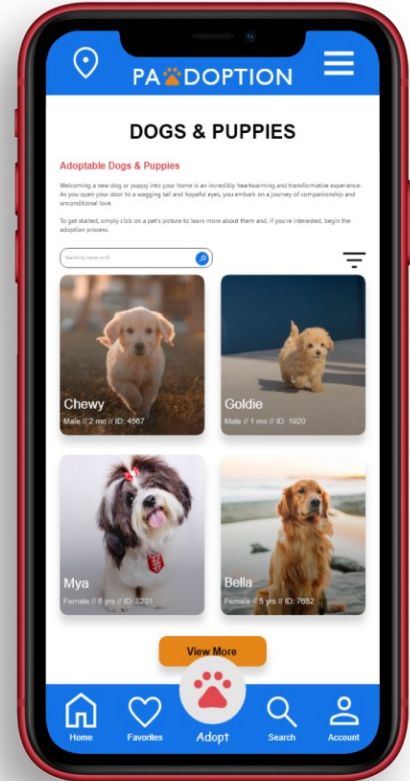 PAWDOPTION
DOGS & PUPPIES
Adoptable Dogs & Puppies
Welcoming a new dog or puppy into your home is an incredibly heartwarming and transformative experience.
As you open your door to a wagging tail and hopeful eyes, you embark on a journey of companionship and
unconditional love.
To get started, simply click on a pet's picture to learn more about them and, if you're interested, begin the
adoption process.
Search by name or ID
Chewy
Male // 2 mo // ID: 4567
Goldie
Male // 1 mo // ID: 1920
Mya
Female // 6 yrs // ID: 8201
Bella
Female // 5 yrs // ID: 7652
View More
Home
Favorites
Adopt
Search
Account